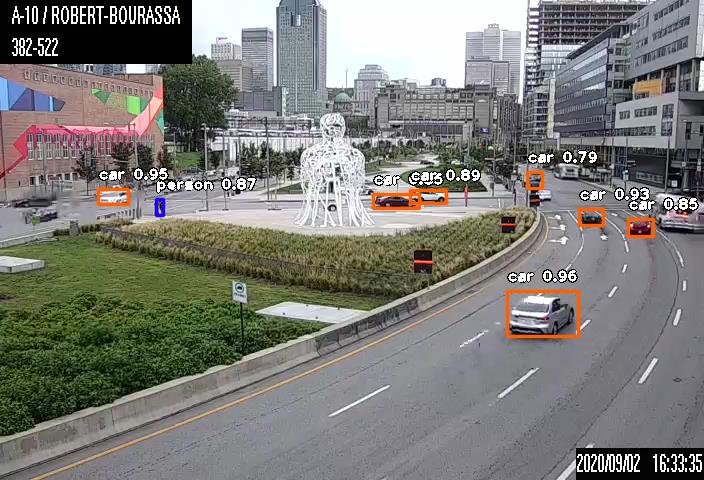 A-10 / ROBERT-BOURASSA
382-522
car 0.79
car 0.95
person 0.87
car
car 0.89
car 0.93
car 0.85
car 0.96
2020/09/02 16:33:35